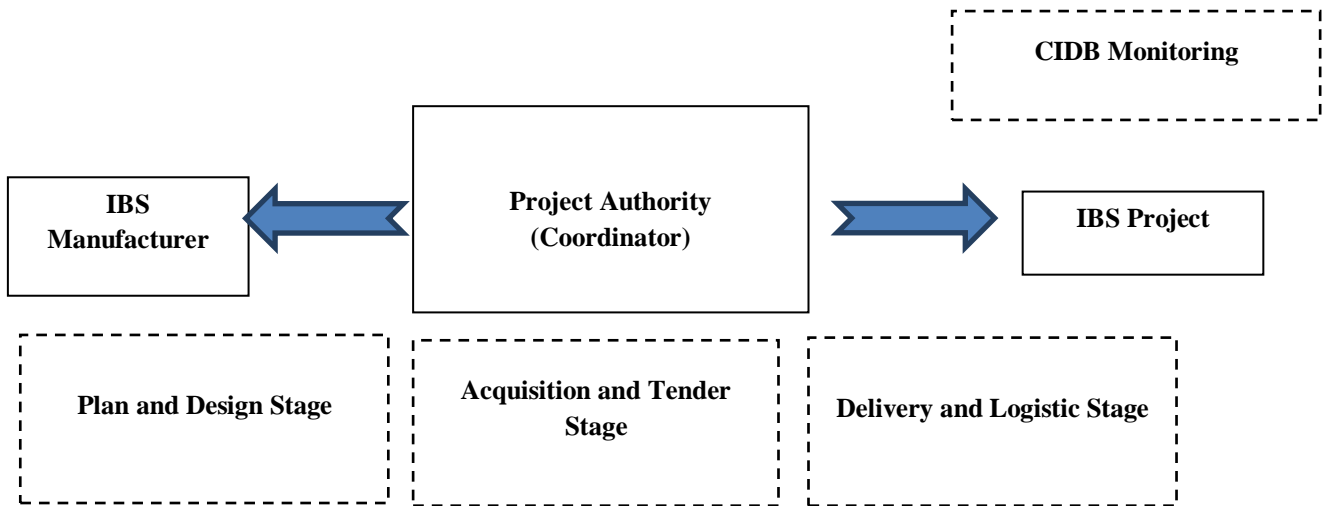 CIDB Monitoring
IBS
Manufacturer
Project Authority
(Coordinator)
IBS Project
Plan and Design Stage
Acquisition and Tender
Stage
Delivery and Logistic Stage